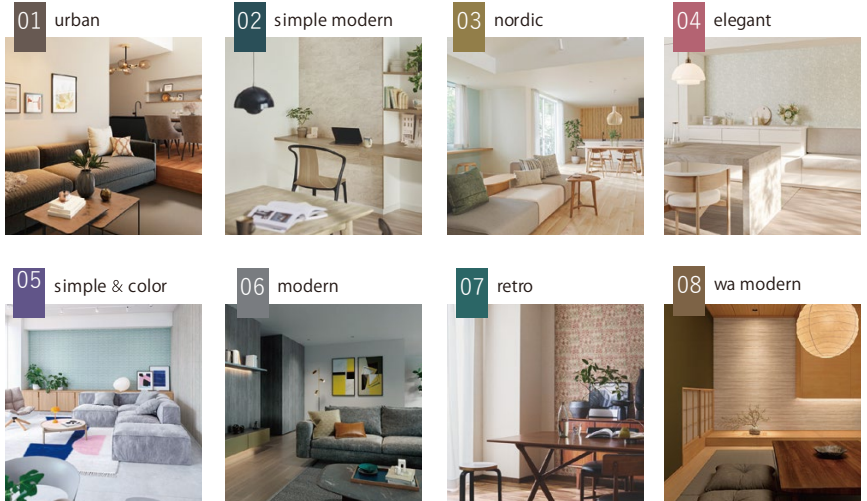 01 urban
02 simple modern
03 nordic
04 elegant
05 simple & color
06 modern
07 retro
08 wa modern